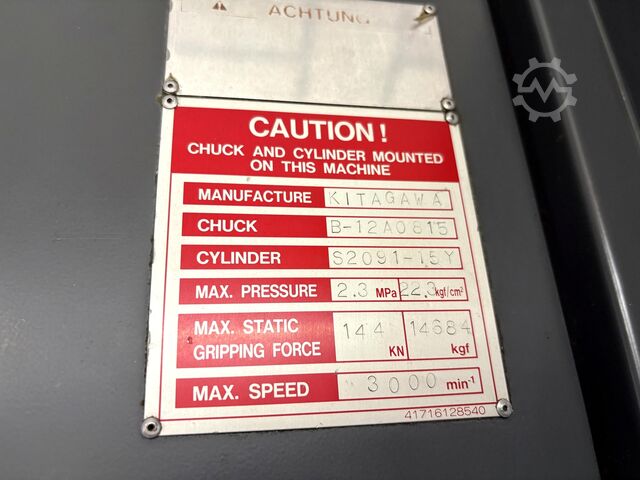 ACHTUNG
CAUTION!
CHUCK AND CYLINDER MOUNTED
ON THIS MACHINE
MANUFACTURE KITAGAWA
CHUCK B-12A0815
CYLINDER S2091-15Y
MAX. PRESSURE 2.3 MPa 22.3 kgf/cm²
MAX. STATIC
GRIPPING FORCE 144 KN 14684 kgf
MAX. SPEED 3000 min⁻¹
41716128540